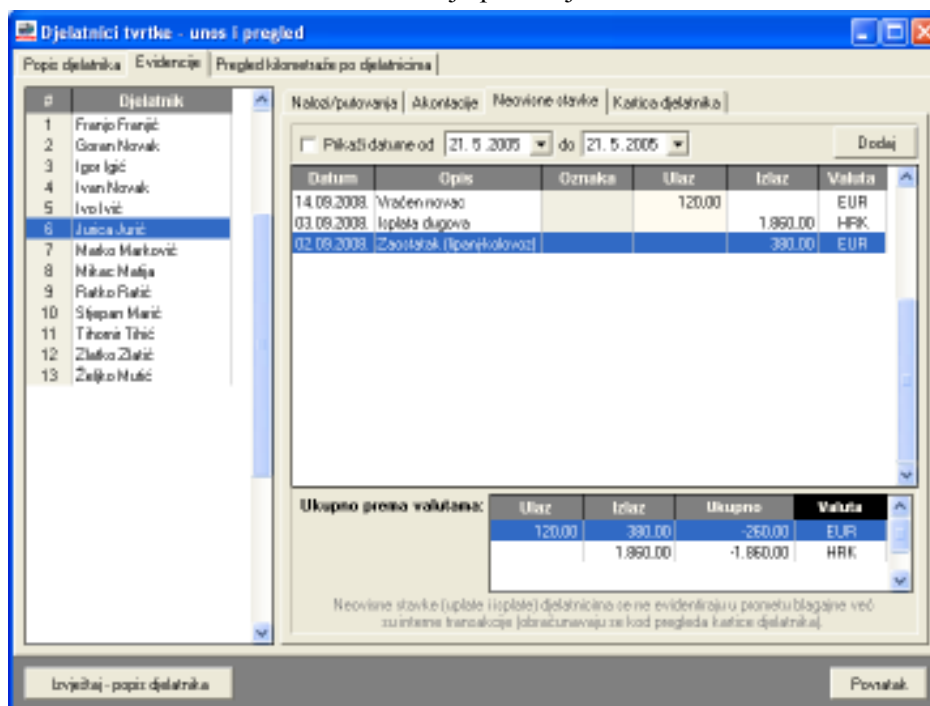 Djelatnici tvrtke - unos i pregled
Popis djelatnika Evidencije Pregled kilometraže po djelatnicima
# Djelatnik
1 Franjo Franjić
2 Goran Novak
3 Igor Igić
4 Ivan Novak
5 Ivo Ivić
6 Jurica Jurić
7 Marko Marković
8 Mikac Matija
9 Ratko Ratić
10 Stjepan Marić
11 Tihomir Tihić
12 Zlatko Zlatić
13 Željko Mutić
Nalozi/putovanja Akontacije Neovisne stavke Kartica djelatnika
Prikaži datume od 21. 5.2005 do 21. 5.2005 Dodaj
Datum Opis Oznaka Ulaz Izlaz Valuta
14.09.2008. Vraćen novac 120,00 EUR
03.09.2008. Isplata dugova 1.860,00 HRK
02.09.2008. Zaostatak (lipanj-kolovoz) 380,00 EUR
Ukupno prema valutama: Ulaz Izlaz Ukupno Valuta
120,00 380,00 -260,00 EUR
1.860,00 -1.860,00 HRK
Neovisne stavke (uplate i isplate) djelatnicima se ne evidentiraju u prometu blagajne već
su interne transakcije (obračunavaju se kod pregleda kartice djelatnika).
Izvještaj - popis djelatnika Povratak